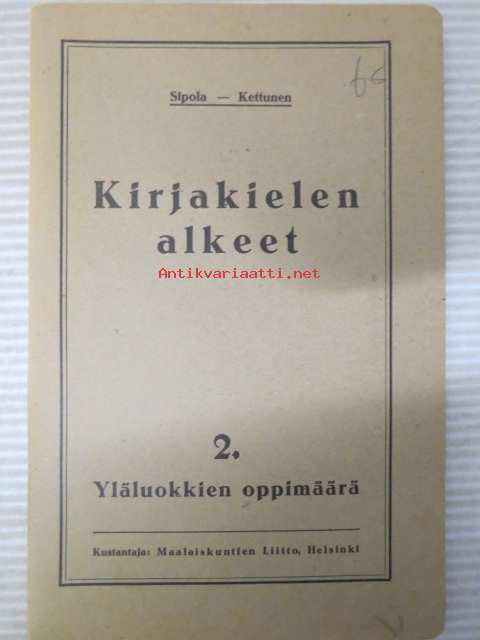 Sipola — Kettunen
Kirjakielen
alkeet
Antikvariaatti.net
2.
Yläluokkien oppimäärä
Kustantaja: Maalaiskuntien Liitto, Helsinki